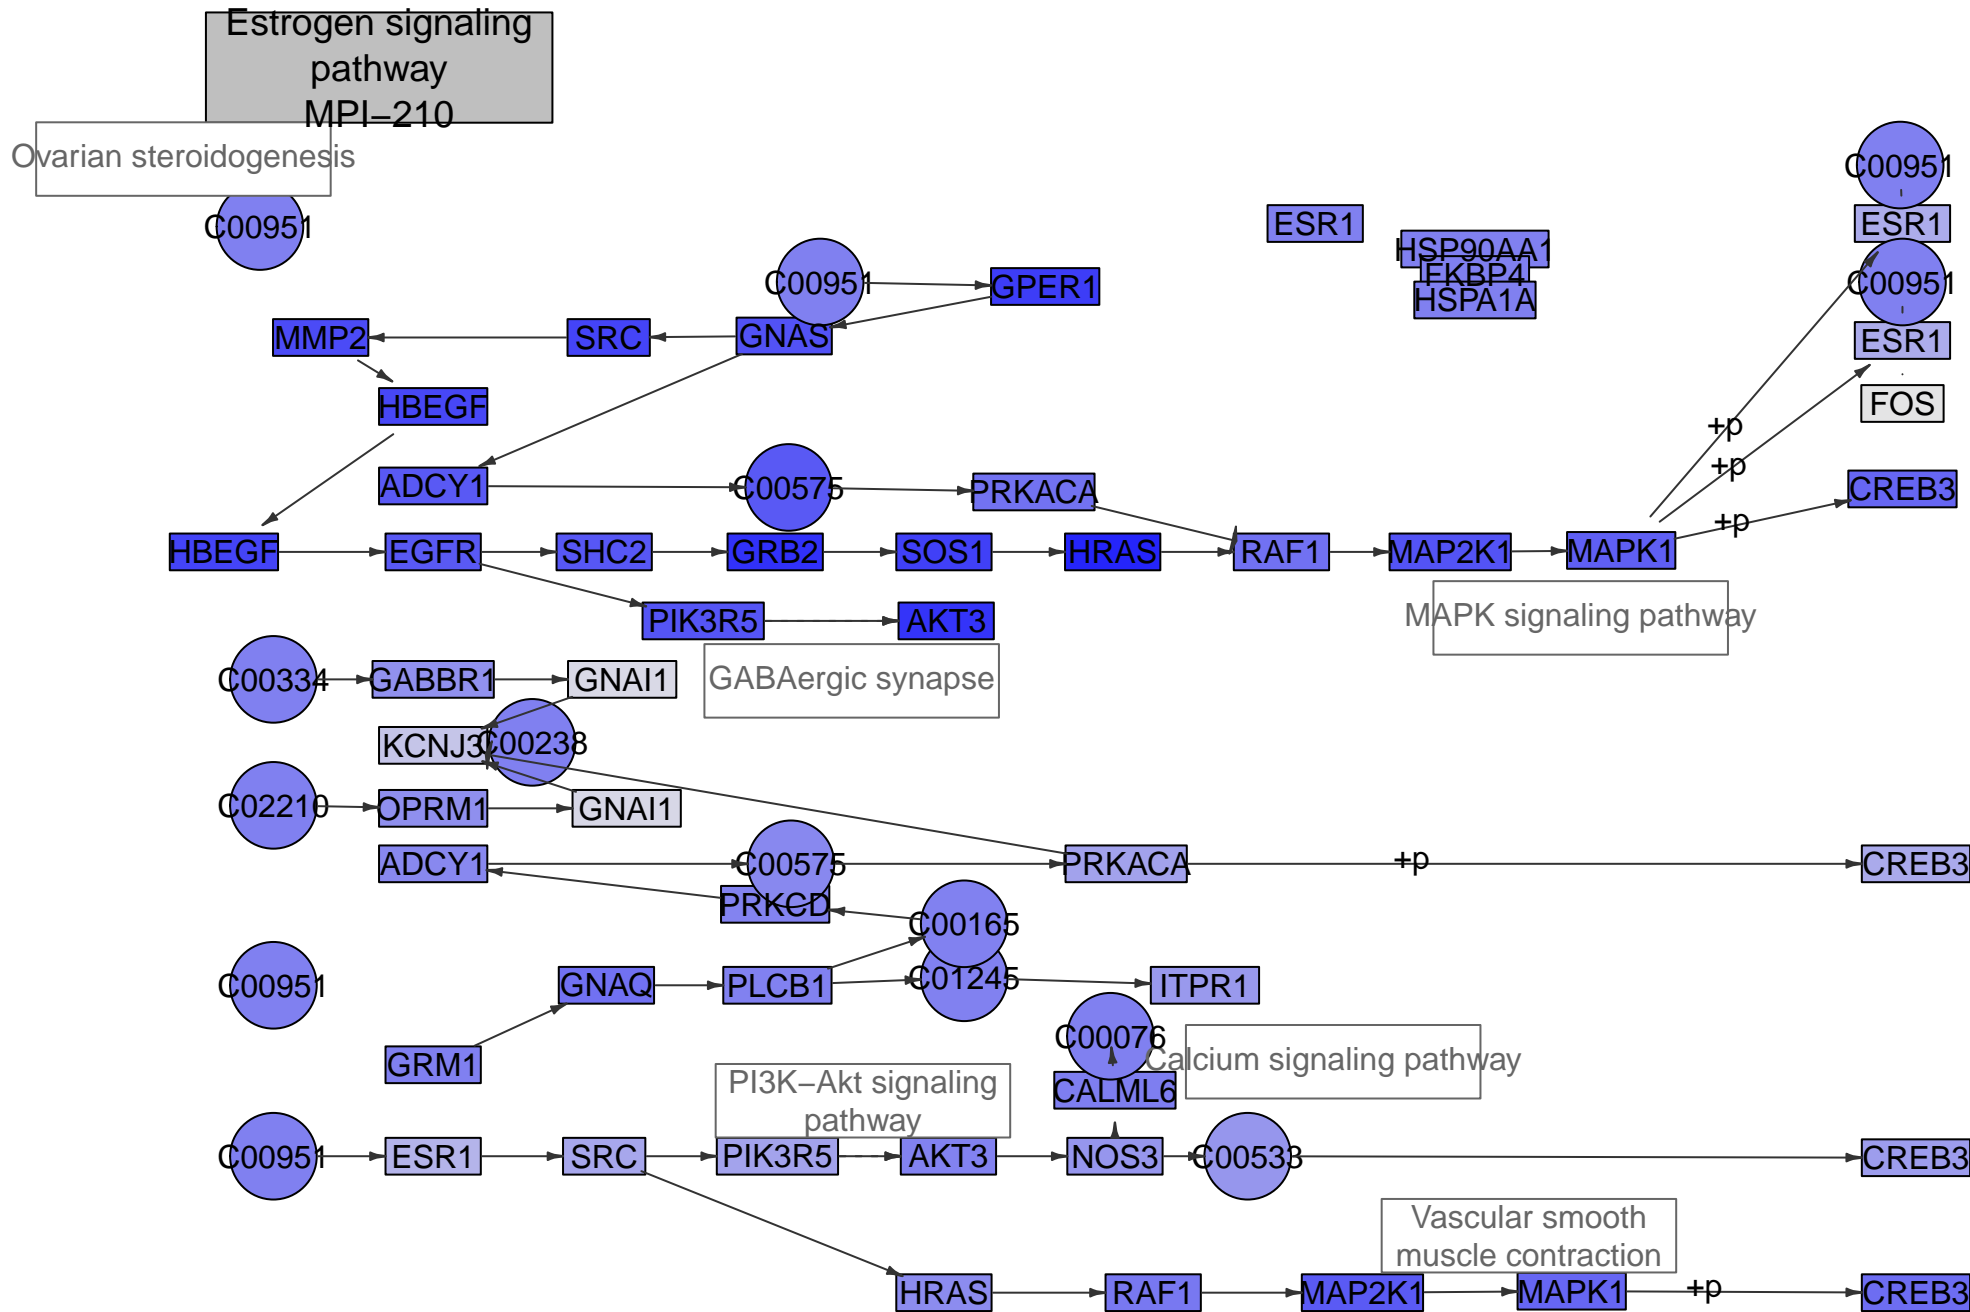 Estrogen signaling
pathway
MPI−210
Ovarian steroidogenesis
C00951
C00951
ESR1
ESR1
C00951
C00951
GPER1
HSP90AA1
FKBP4
HSPA1A
C00951
MMP2
SRC
GNAS
ESR1
HBEGF
FOS
+p
+p
ADCY1
C00575
PRKACA
CREB3
+p
HBEGF
EGFR
SHC2
GRB2
SOS1
HRAS
RAF1
MAP2K1
MAPK1
PIK3R5
AKT3
MAPK signaling pathway
C00334
GABBR1
GNAI1
GABAergic synapse
KCNJ3
C00238
C02210
OPRM1
GNAI1
ADCY1
C00575
PRKACA
+p
CREB3
PRKCD
C00165
C00951
GNAQ
PLCB1
C01245
ITPR1
GRM1
C00076
Calcium signaling pathway
CALML6
PI3K−Akt signaling
pathway
C00951
ESR1
SRC
PIK3R5
AKT3
NOS3
C00533
CREB3
Vascular smooth
muscle contraction
HRAS
RAF1
MAP2K1
MAPK1
+p
CREB3